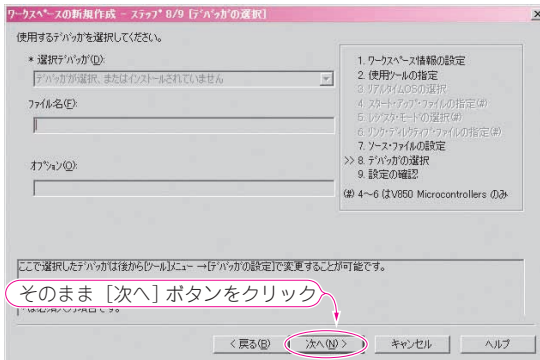 ワークスペースの新規作成 - ステップ 8/9 [デバッガの選択]
使用するデバッガを選択してください。
* 選択デバッガ(D):
デバッガが選択、またはインストールされていません
ファイル名(F):
オプション(O):
1. ワークスペース情報の設定
2. 使用ツールの指定
3. リアルタイムOSの選択
4. スタート・アップ・ファイルの指定(#)
5. レジスタ・モードの選択(#)
6. リンク・ディレクティブ・ファイルの指定(#)
7. ソース・ファイルの設定
>> 8. デバッガの選択
9. 設定の確認
(#) 4～6 はV850 Microcontrollers のみ
ここで選択したデバッガは後から[ツール]メニュー →[デバッガの設定]で変更することが可能です。
そのまま［次へ］ボタンをクリック
< 戻る(B)
次へ(N) >
キャンセル
ヘルプ